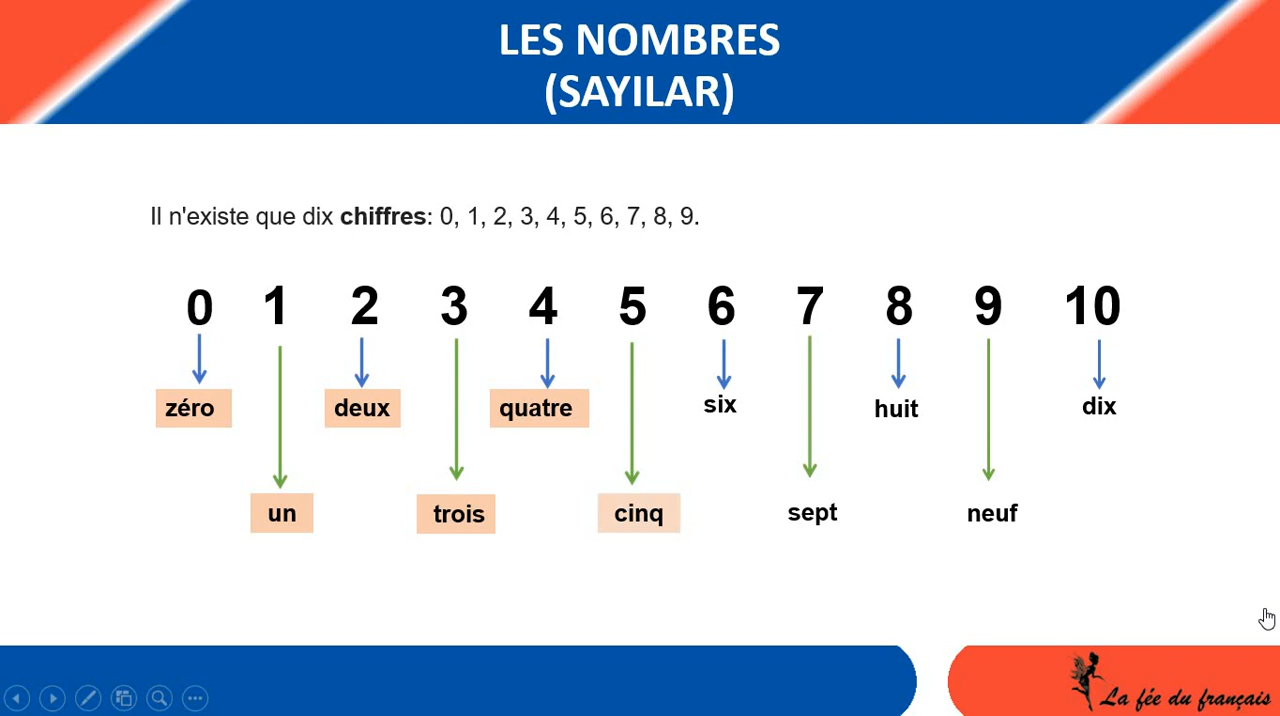 LES NOMBRES
(SAYILAR)
Il n'existe que dix chiffres: 0, 1, 2, 3, 4, 5, 6, 7, 8, 9.
0 1 2 3 4 5 6 7 8 9 10
zéro deux quatre six huit dix
un trois cinq sept neuf
La fée du français